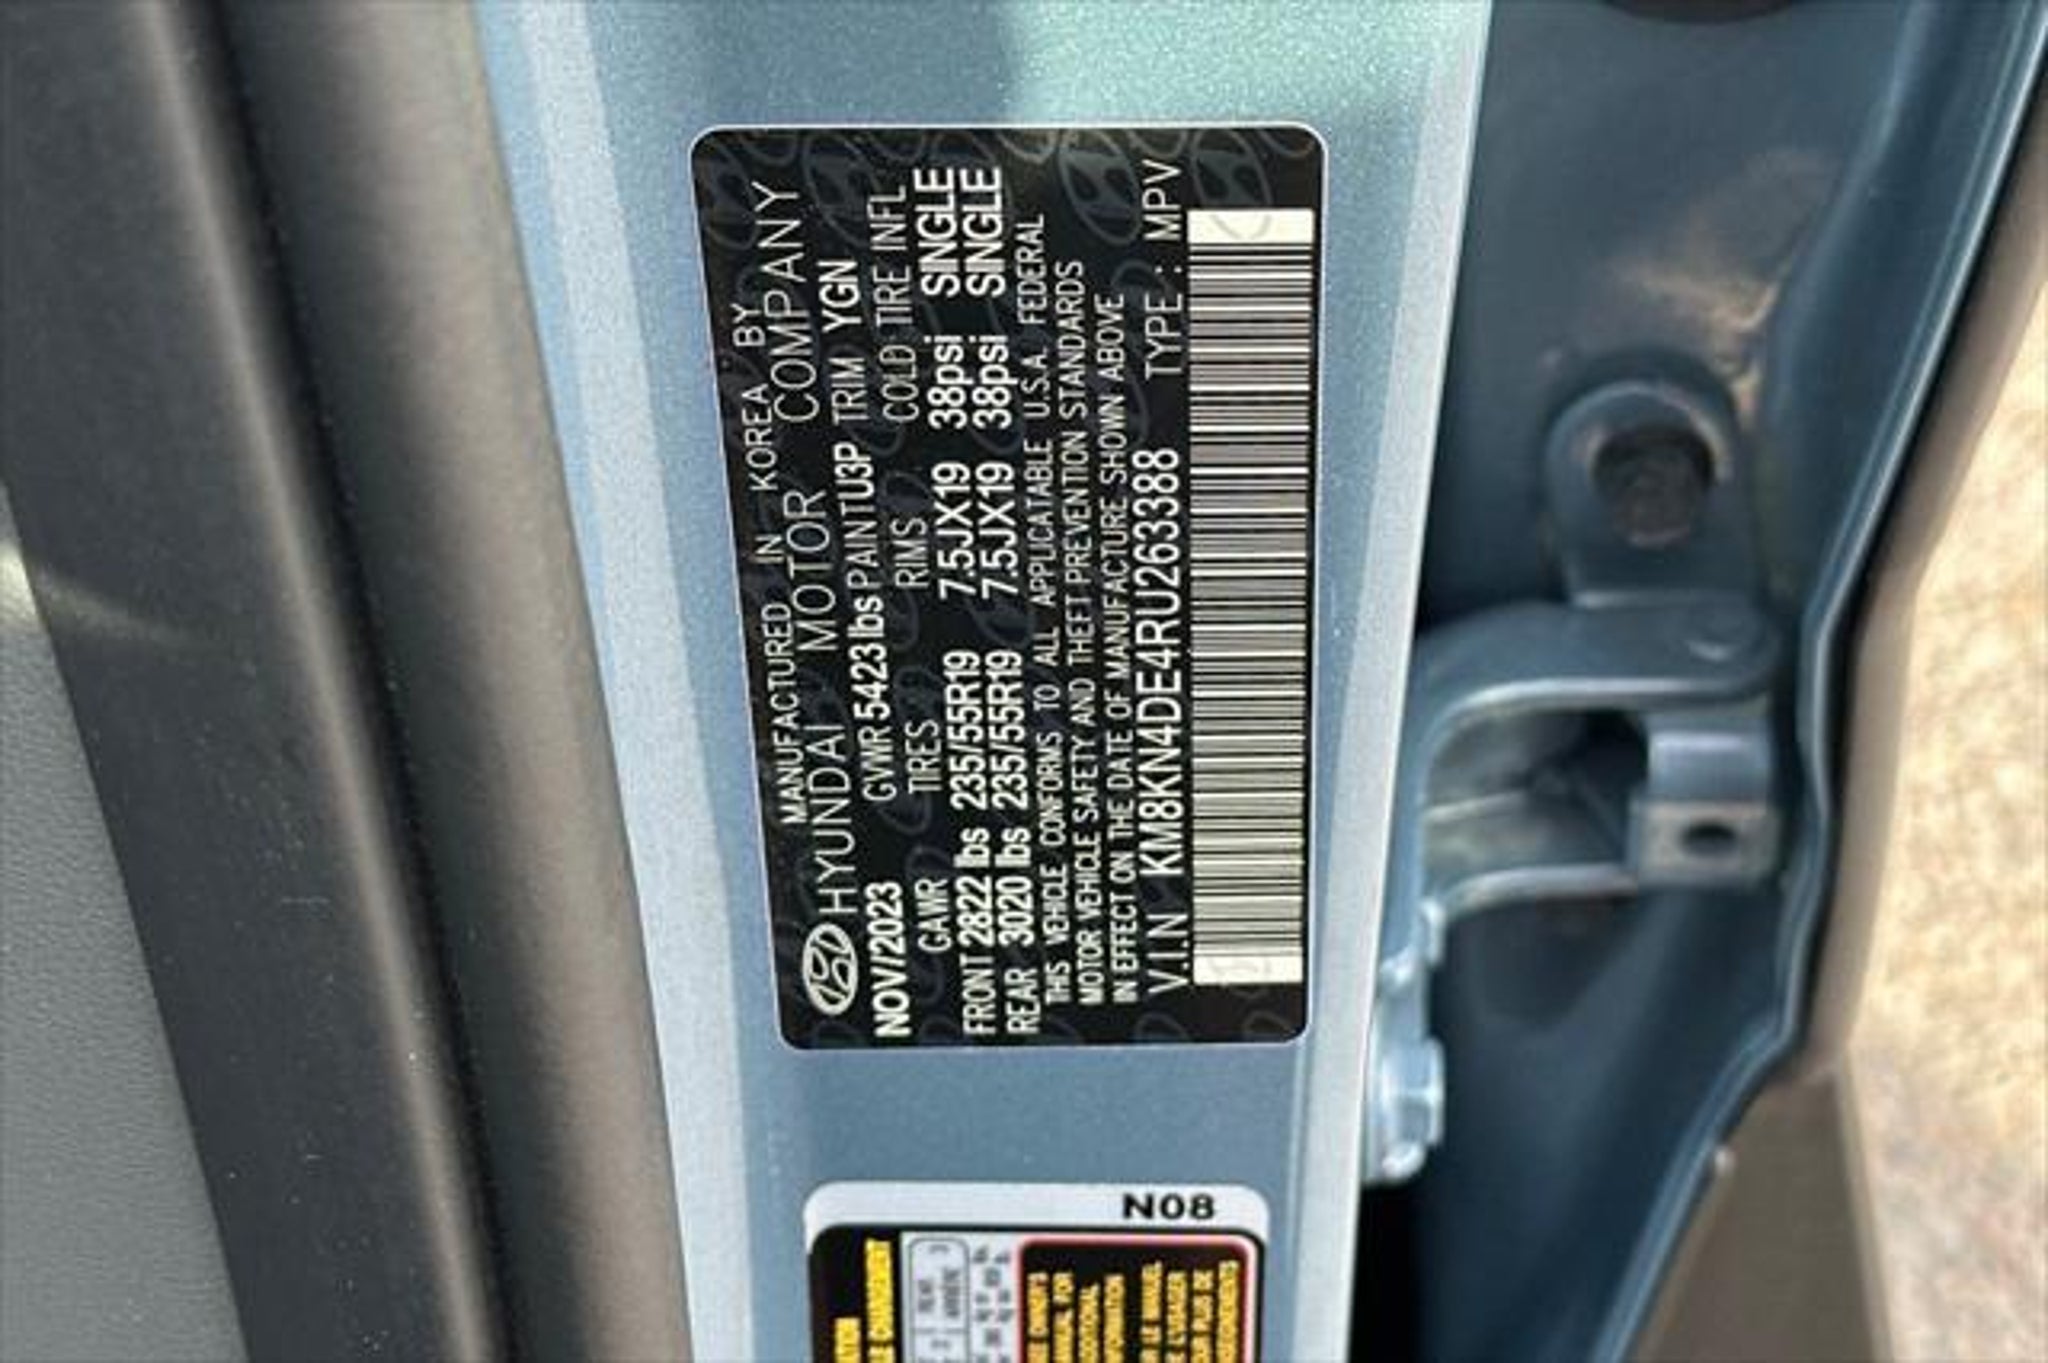 MANUFACTURED IN KOREA BY
HYUNDAI MOTOR COMPANY
NOV/2023 GVWR 5423 lbs PAINT U3P TRIM YGN
GAWR TIRES RIMS COLD TIRE INFL
FRONT 2822 lbs 235/55R19 7.5JX19 38psi SINGLE
REAR 3020 lbs 235/55R19 7.5JX19 38psi SINGLE
THIS VEHICLE CONFORMS TO ALL APPLICABLE U.S.A. FEDERAL
MOTOR VEHICLE SAFETY AND THEFT PREVENTION STANDARDS
IN EFFECT ON THE DATE OF MANUFACTURE SHOWN ABOVE
V.I.N KM8KN4DE4RU263388 TYPE : MPV
N08